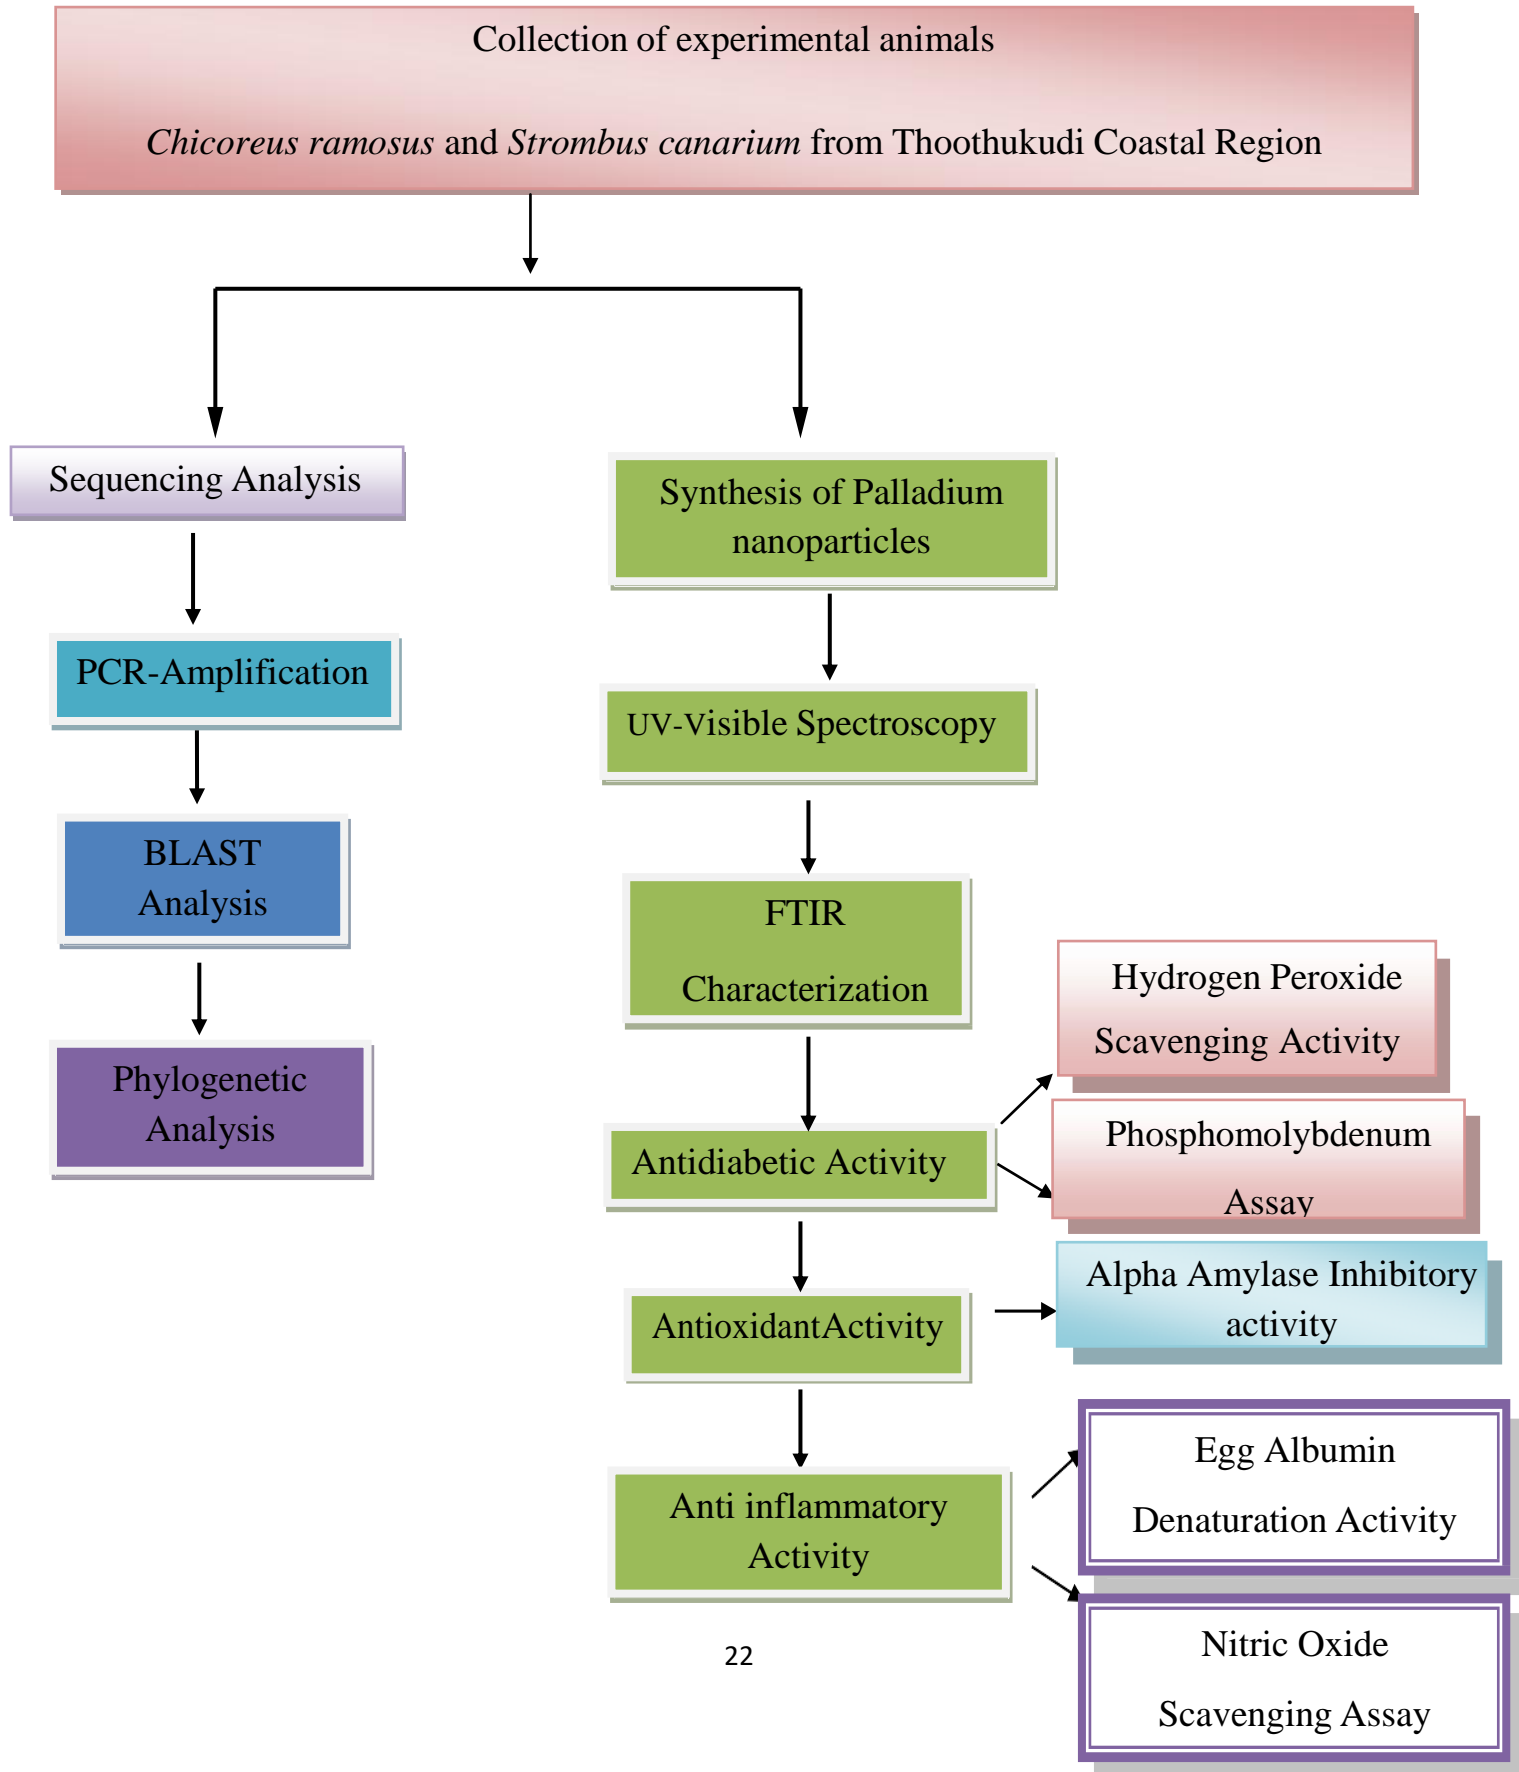 Collection of experimental animals
Chicoreus ramosus and Strombus canarium from Thoothukudi Coastal Region
Sequencing Analysis
PCR-Amplification
BLAST
Analysis
Phylogenetic
Analysis
Synthesis of Palladium
nanoparticles
UV-Visible Spectroscopy
FTIR
Characterization
Antidiabetic Activity
Hydrogen Peroxide
Scavenging Activity
Phosphomolybdenum
Assay
AntioxidantActivity
Alpha Amylase Inhibitory
activity
Anti inflammatory
Activity
Egg Albumin
Denaturation Activity
Nitric Oxide
Scavenging Assay
22